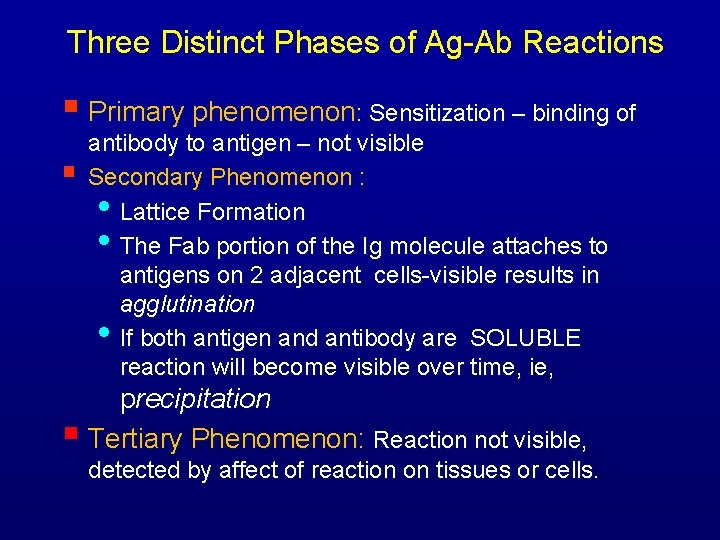 Three Distinct Phases of Ag-Ab Reactions
▪ Primary phenomenon: Sensitization – binding of
antibody to antigen – not visible
▪ Secondary Phenomenon :
• Lattice Formation
• The Fab portion of the Ig molecule attaches to
antigens on 2 adjacent cells-visible results in
agglutination
• If both antigen and antibody are SOLUBLE
reaction will become visible over time, ie,
precipitation
▪ Tertiary Phenomenon: Reaction not visible,
detected by affect of reaction on tissues or cells.